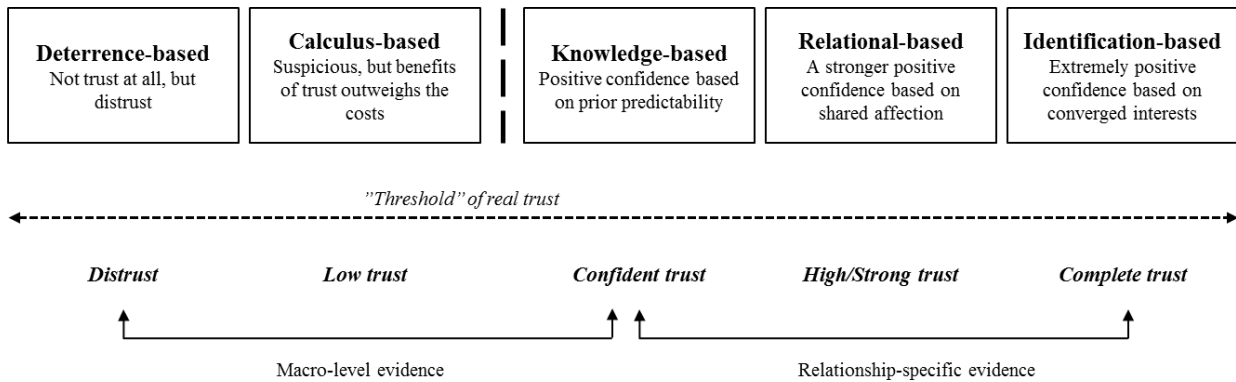 Deterrence-based
Not trust at all, but
distrust
Calculus-based
Suspicious, but benefits
of trust outweighs the
costs
Knowledge-based
Positive confidence based
on prior predictability
Relational-based
A stronger positive
confidence based on
shared affection
Identification-based
Extremely positive
confidence based on
converged interests
”Threshold” of real trust
Distrust
Low trust
Confident trust
High/Strong trust
Complete trust
Macro-level evidence
Relationship-specific evidence